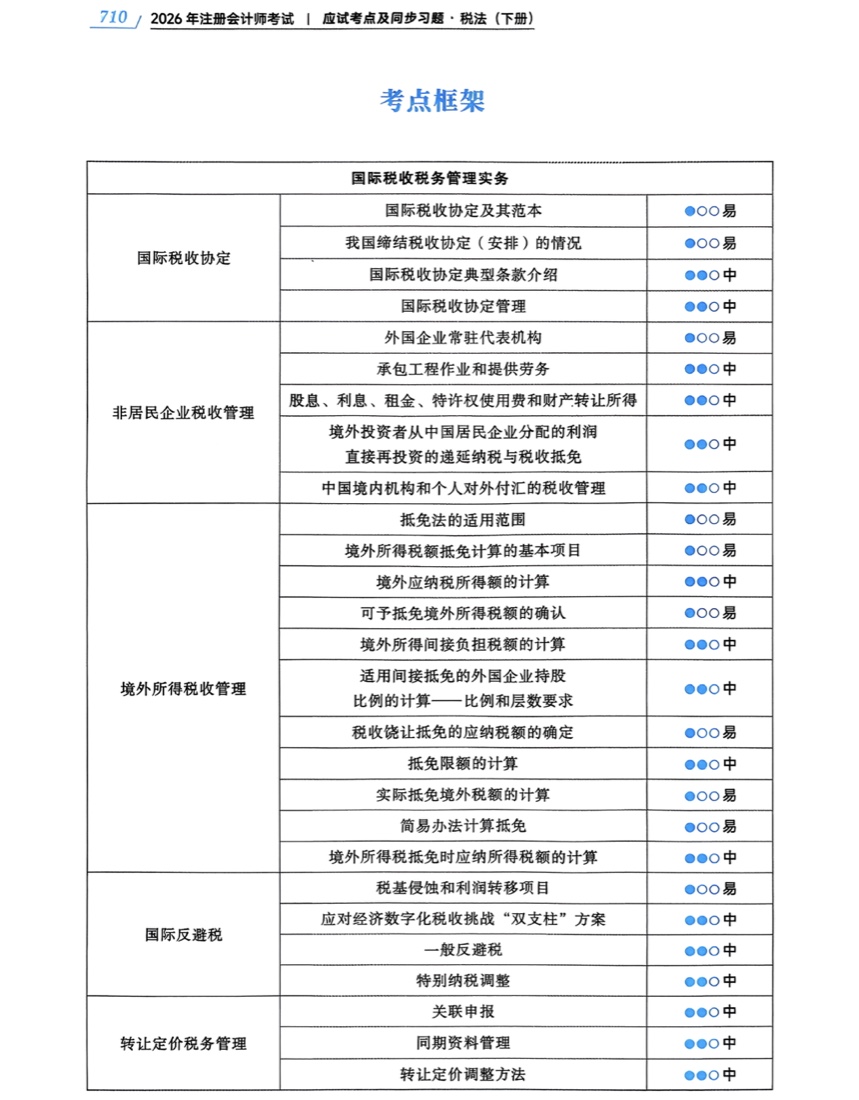 710 2026 年注册会计师考试 | 应试考点及同步习题·税法(下册)
考点框架
国际税收税务管理实务
国际税收协定
国际税收协定及其范本 ●○○易
我国缔结税收协定(安排)的情况 ●○○易
国际税收协定典型条款介绍 ●●○中
国际税收协定管理 ●●○中
非居民企业税收管理
外国企业常驻代表机构 ●○○易
承包工程作业和提供劳务 ●●○中
股息、利息、租金、特许权使用费和财产转让所得 ●●○中
境外投资者从中国居民企业分配的利润
直接再投资的递延纳税与税收抵免 ●●○中
中国境内机构和个人对外付汇的税收管理 ●●○中
境外所得税收管理
抵免法的适用范围 ●○○易
境外所得税额抵免计算的基本项目 ●○○易
境外应纳税所得额的计算 ●●○中
可予抵免境外所得税额的确认 ●○○易
境外所得间接负担税额的计算 ●●○中
适用间接抵免的外国企业持股
比例的计算——比例和层数要求 ●●○中
税收饶让抵免的应纳税额的确定 ●○○易
抵免限额的计算 ●●○中
实际抵免境外税额的计算 ●○○易
简易办法计算抵免 ●○○易
境外所得税抵免时应纳所得税额的计算 ●●○中
国际反避税
税基侵蚀和利润转移项目 ●○○易
应对经济数字化税收挑战“双支柱”方案 ●●○中
一般反避税 ●●○中
特别纳税调整 ●●○中
转让定价税务管理
关联申报 ●●○中
同期资料管理 ●●○中
转让定价调整方法 ●●○中